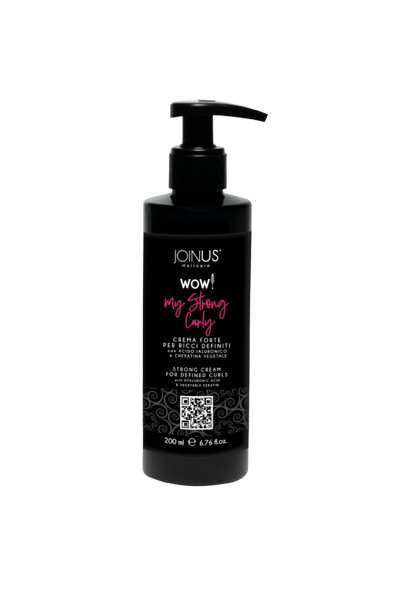 JOINUS®
Haircare
WOW!
my Strong
Curly
CREMA FORTE
PER RICCI DEFINITI
con ACIDO IALURONICO
e CHERATINA VEGETALE
STRONG CREAM
FOR DEFINED CURLS
with HYALURONIC ACID
& VEGETABLE KERATIN
200 ml ℮ 6.76 fl.oz.